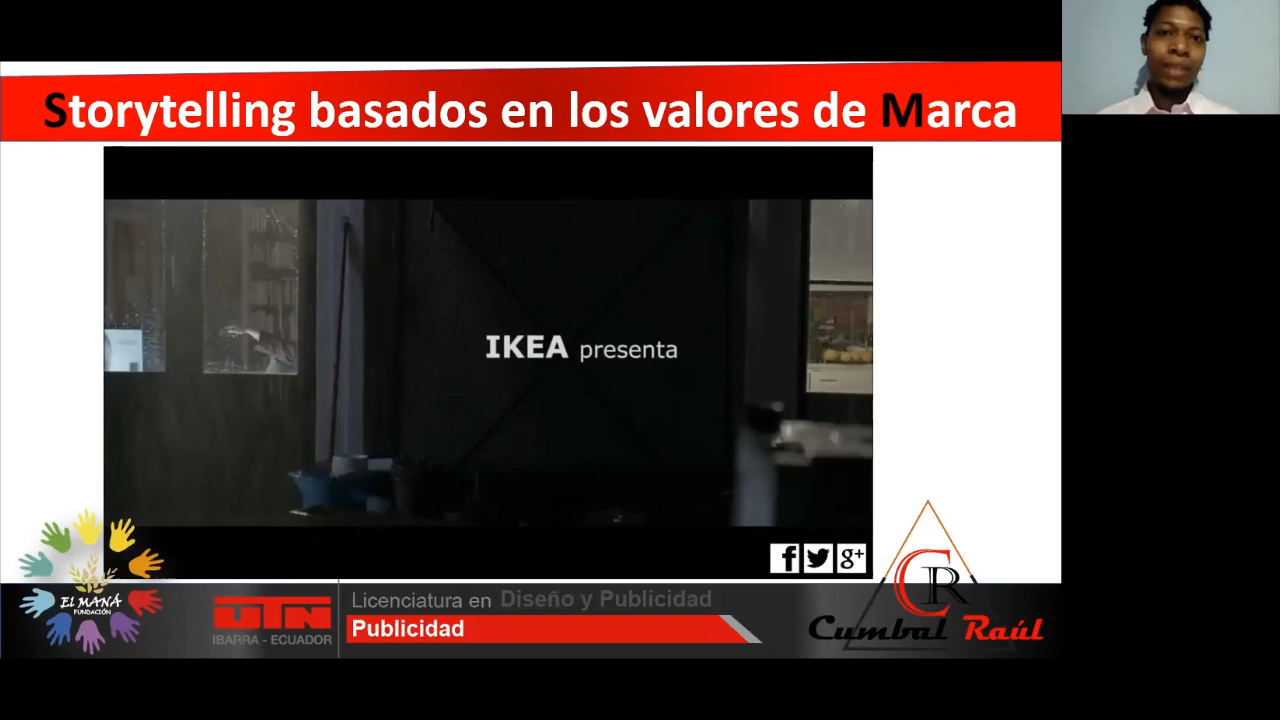 Storytelling basados en los valores de Marca
IKEA presenta
f g+
EL MANÁ
FUNDACIÓN
UTN
IBARRA - ECUADOR
Licenciatura en Diseño y Publicidad
Publicidad
CR
Cumbal Raúl